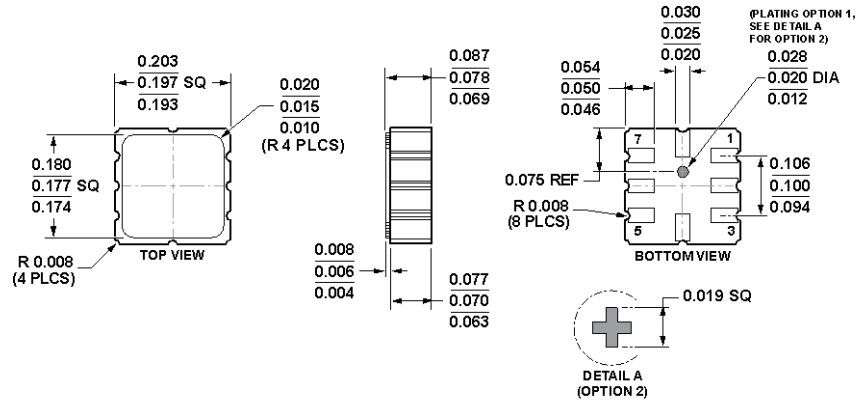 0.203
0.197 SQ
0.193
0.020
0.015
0.010
(R 4 PLCS)
0.180
0.177 SQ
0.174
R 0.008
(4 PLCS)
TOP VIEW
0.087
0.078
0.069
0.008
0.006
0.004
0.077
0.070
0.063
0.030
0.025
0.020
(PLATING OPTION 1,
SEE DETAIL A
FOR OPTION 2)
0.054
0.050
0.046
0.028
0.020 DIA
0.012
7
1
0.075 REF
0.106
0.100
0.094
R 0.008
(8 PLCS)
5
3
BOTTOM VIEW
0.019 SQ
DETAIL A
(OPTION 2)